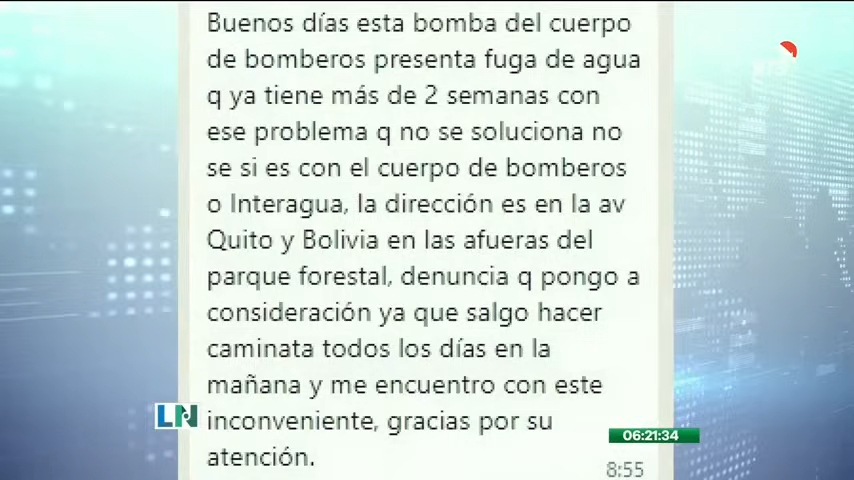 Buenos días esta bomba del cuerpo
de bomberos presenta fuga de agua
q ya tiene más de 2 semanas con
ese problema q no se soluciona no
se si es con el cuerpo de bomberos
o Interagua, la dirección es en la av
Quito y Bolivia en las afueras del
parque forestal, denuncia q pongo a
consideración ya que salgo hacer
caminata todos los días en la
mañana y me encuentro con este
inconveniente, gracias por su
atención.
8:55
LN
06:21:34